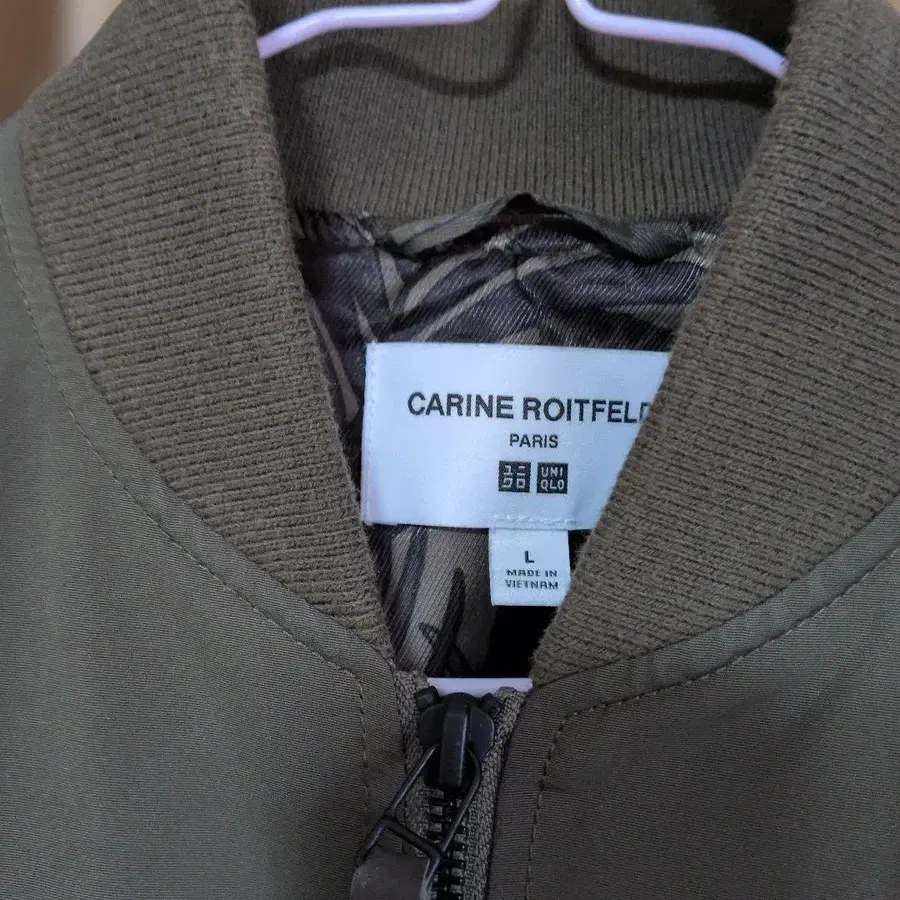 CARINE ROITFELD
PARIS
ユニ UNI
クロ QLO
L
MADE IN
VIETNAM